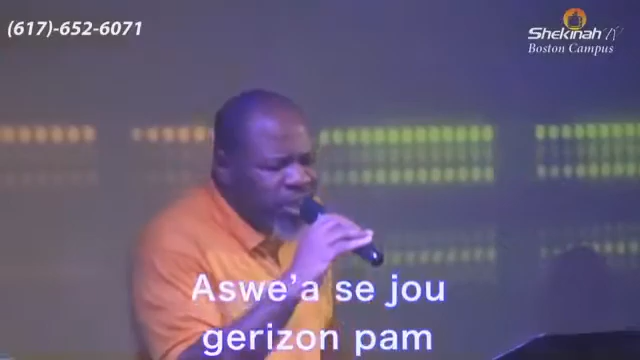 (617)-652-6071
Shekinah TV
Boston Campus
Aswe'a se jou
gerizon pam